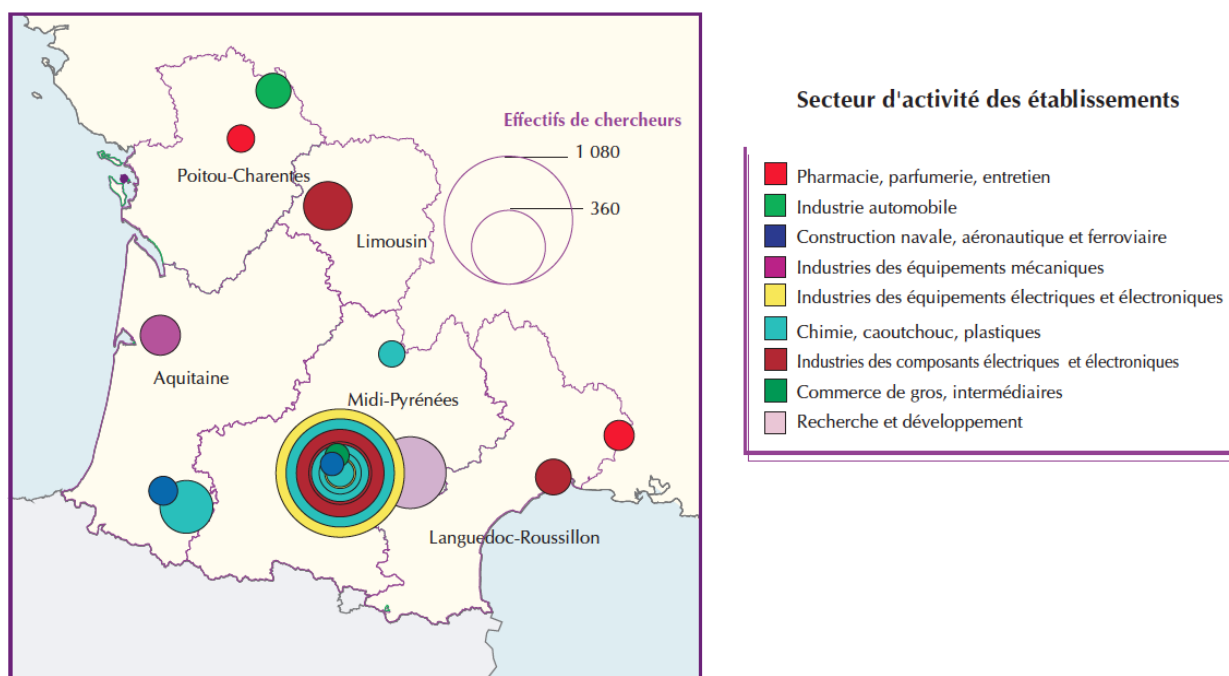 Effectifs de chercheurs
1 080
360
Poitou-Charentes
Limousin
Aquitaine
Midi-Pyrénées
Languedoc-Roussillon
Secteur d'activité des établissements
Pharmacie, parfumerie, entretien
Industrie automobile
Construction navale, aéronautique et ferroviaire
Industries des équipements mécaniques
Industries des équipements électriques et électroniques
Chimie, caoutchouc, plastiques
Industries des composants électriques et électroniques
Commerce de gros, intermédiaires
Recherche et dévelopement